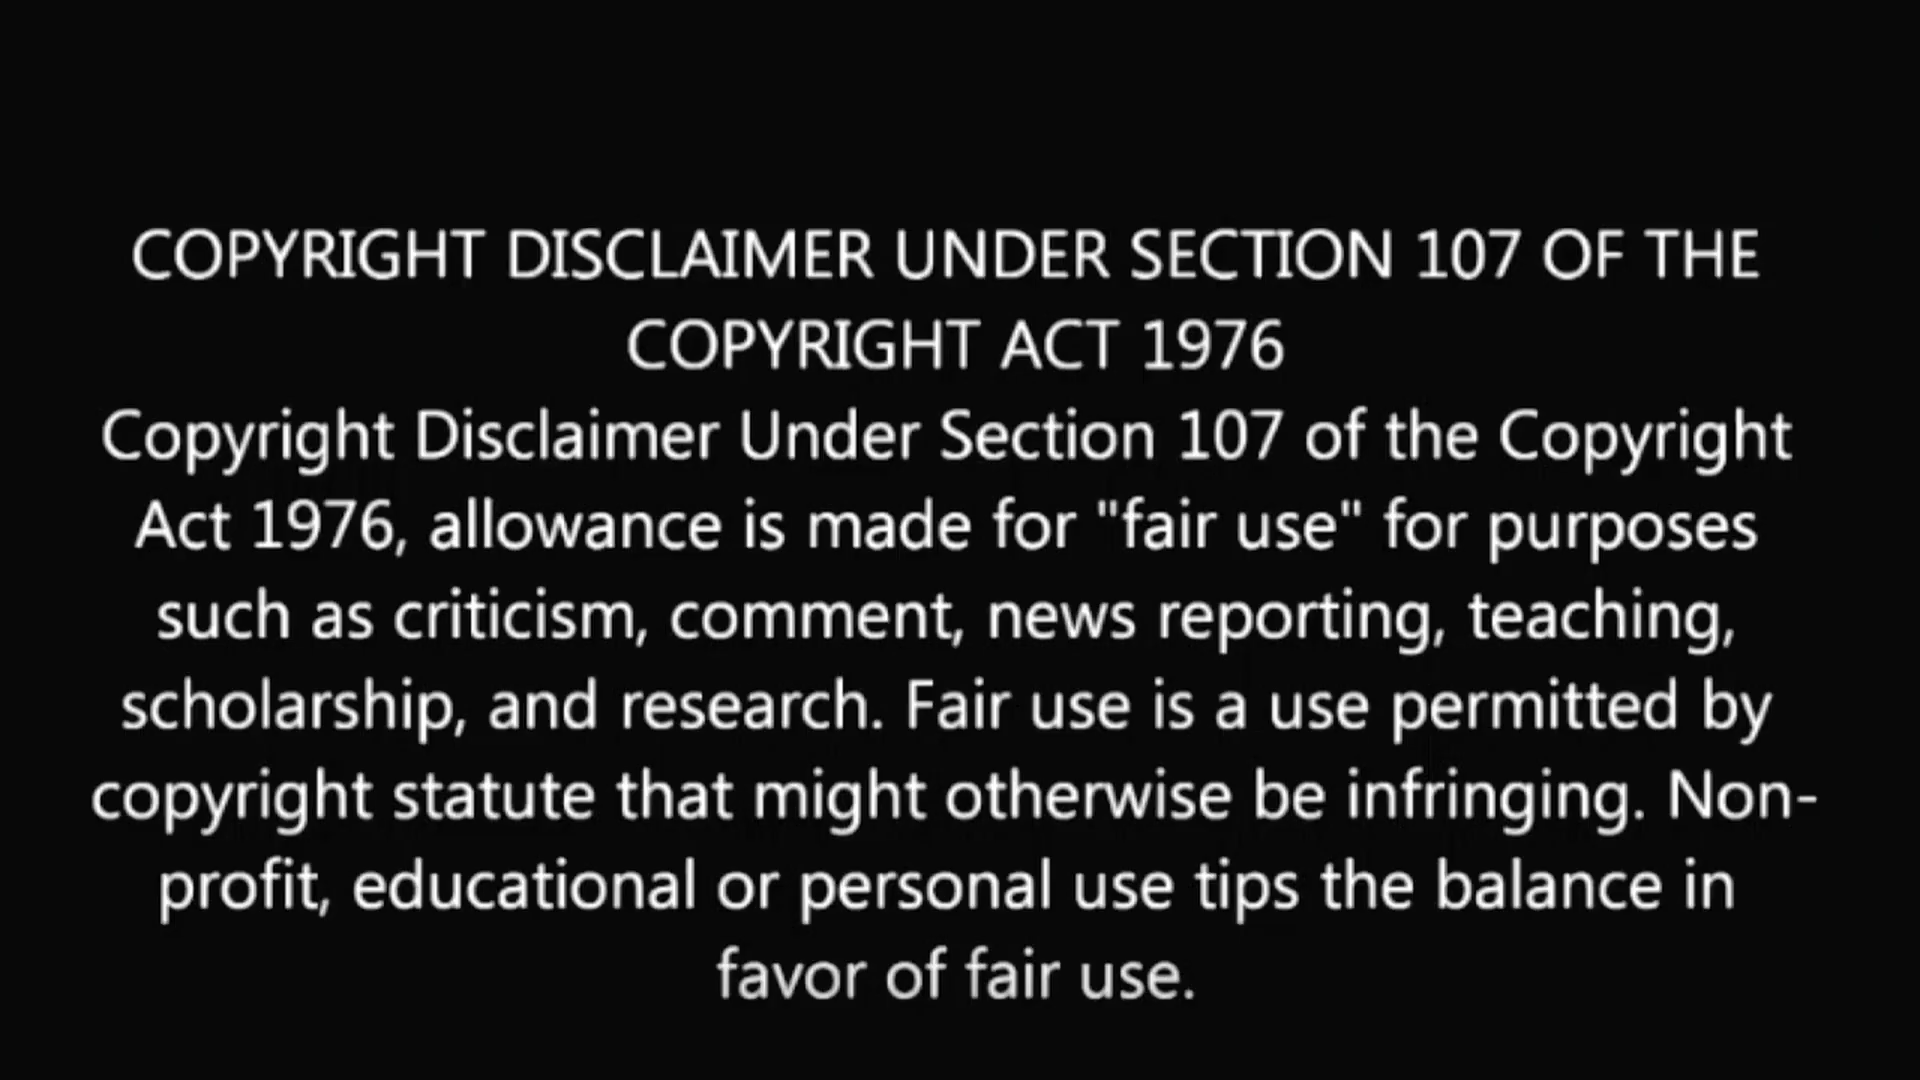 COPYRIGHT DISCLAIMER UNDER SECTION 107 OF THE
COPYRIGHT ACT 1976
Copyright Disclaimer Under Section 107 of the Copyright
Act 1976, allowance is made for "fair use" for purposes
such as criticism, comment, news reporting, teaching,
scholarship, and research. Fair use is a use permitted by
copyright statute that might otherwise be infringing. Non-
profit, educational or personal use tips the balance in
favor of fair use.